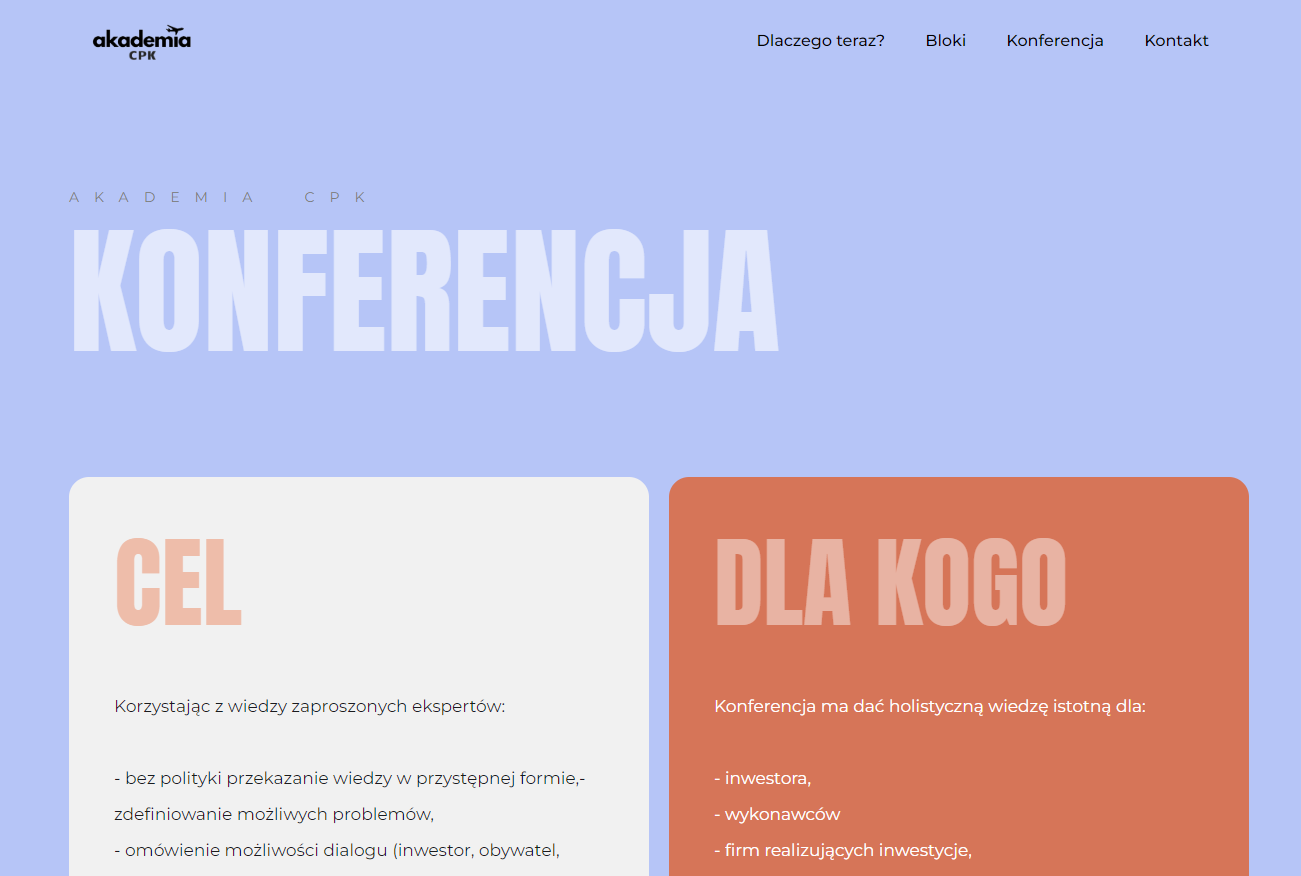 akademia
CPK
Dlaczego teraz? Bloki Konferencja Kontakt
AKADEMIA CPK
KONFERENCJA
CEL
Korzystając z wiedzy zaproszonych ekspertów:
- bez polityki przekazanie wiedzy w przystępnej formie,-
zdefiniowanie możliwych problemów,
- omówienie możliwości dialogu (inwestor, obywatel,
DLA KOGO
Konferencja ma dać holistyczną wiedzę istotną dla:
- inwestora,
- wykonawców
- firm realizujących inwestycje,